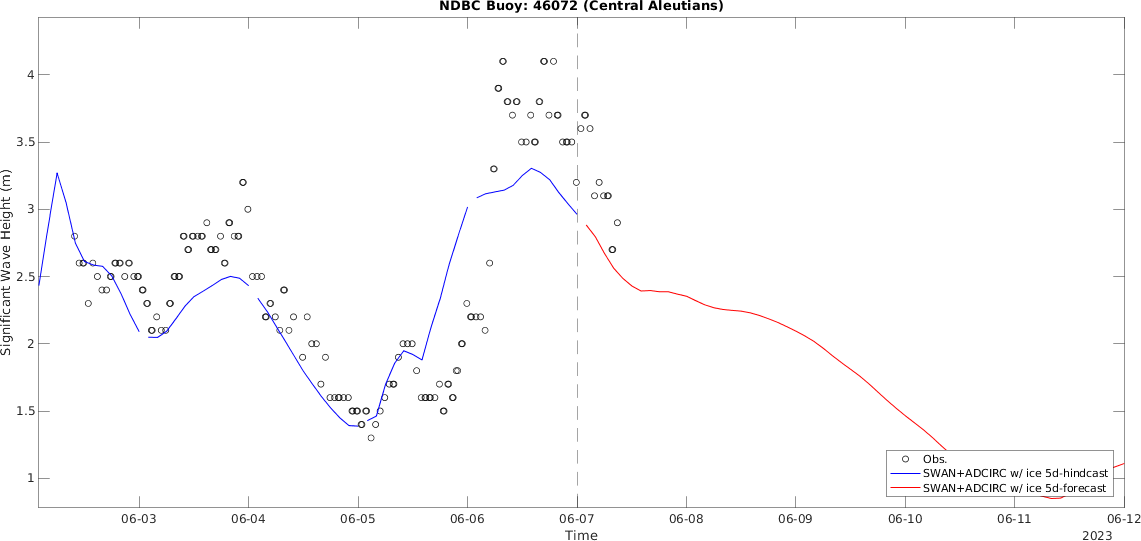 NDBC Buoy: 46072 (Central Aleutians)
Significant Wave Height (m)
4
3.5
3
2.5
2
1.5
1
Obs.
SWAN+ADCIRC w/ ice 5d-hindcast
SWAN+ADCIRC w/ ice 5d-forecast
06-03 06-04 06-05 06-06 06-07 06-08 06-09 06-10 06-11 06-12
Time
2023